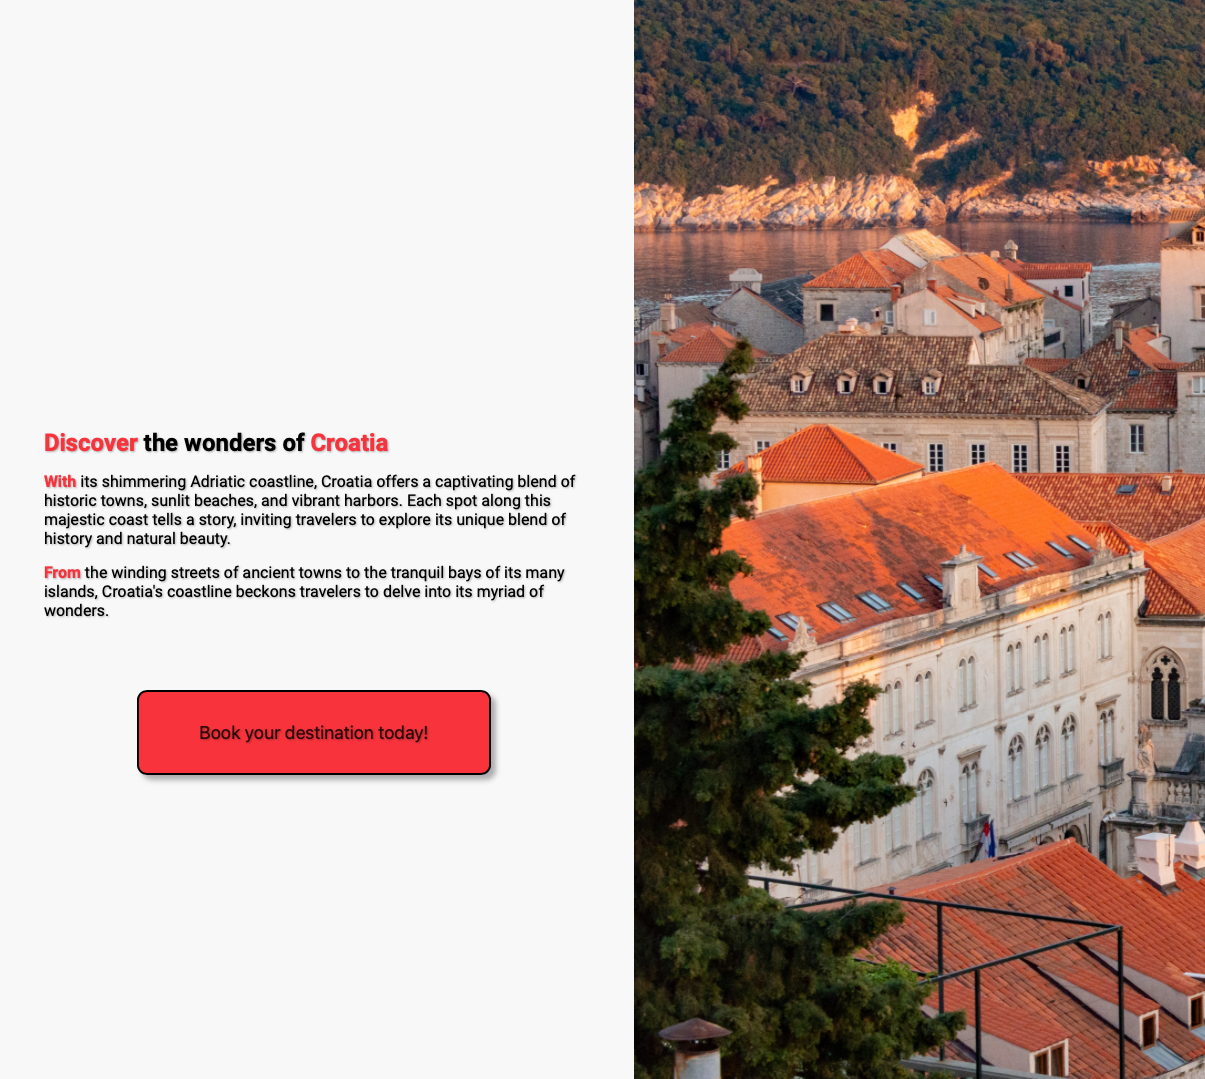 Discover the wonders of Croatia
With its shimmering Adriatic coastline, Croatia offers a captivating blend of
historic towns, sunlit beaches, and vibrant harbors. Each spot along this
majestic coast tells a story, inviting travelers to explore its unique blend of
history and natural beauty.
From the winding streets of ancient towns to the tranquil bays of its many
islands, Croatia's coastline beckons travelers to delve into its myriad of
wonders.
Book your destination today!